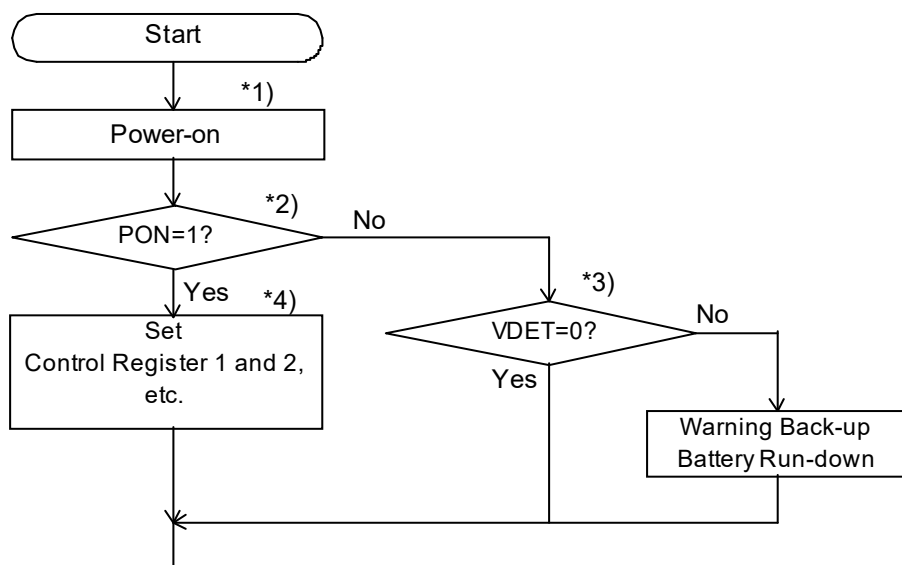 Start
*1)
Power-on
*2)
No
PON=1?
Yes
*4)
*3)
Set
Control Register 1 and 2,
etc.
VDET=0?
No
Yes
Warning Back-up
Battery Run-down